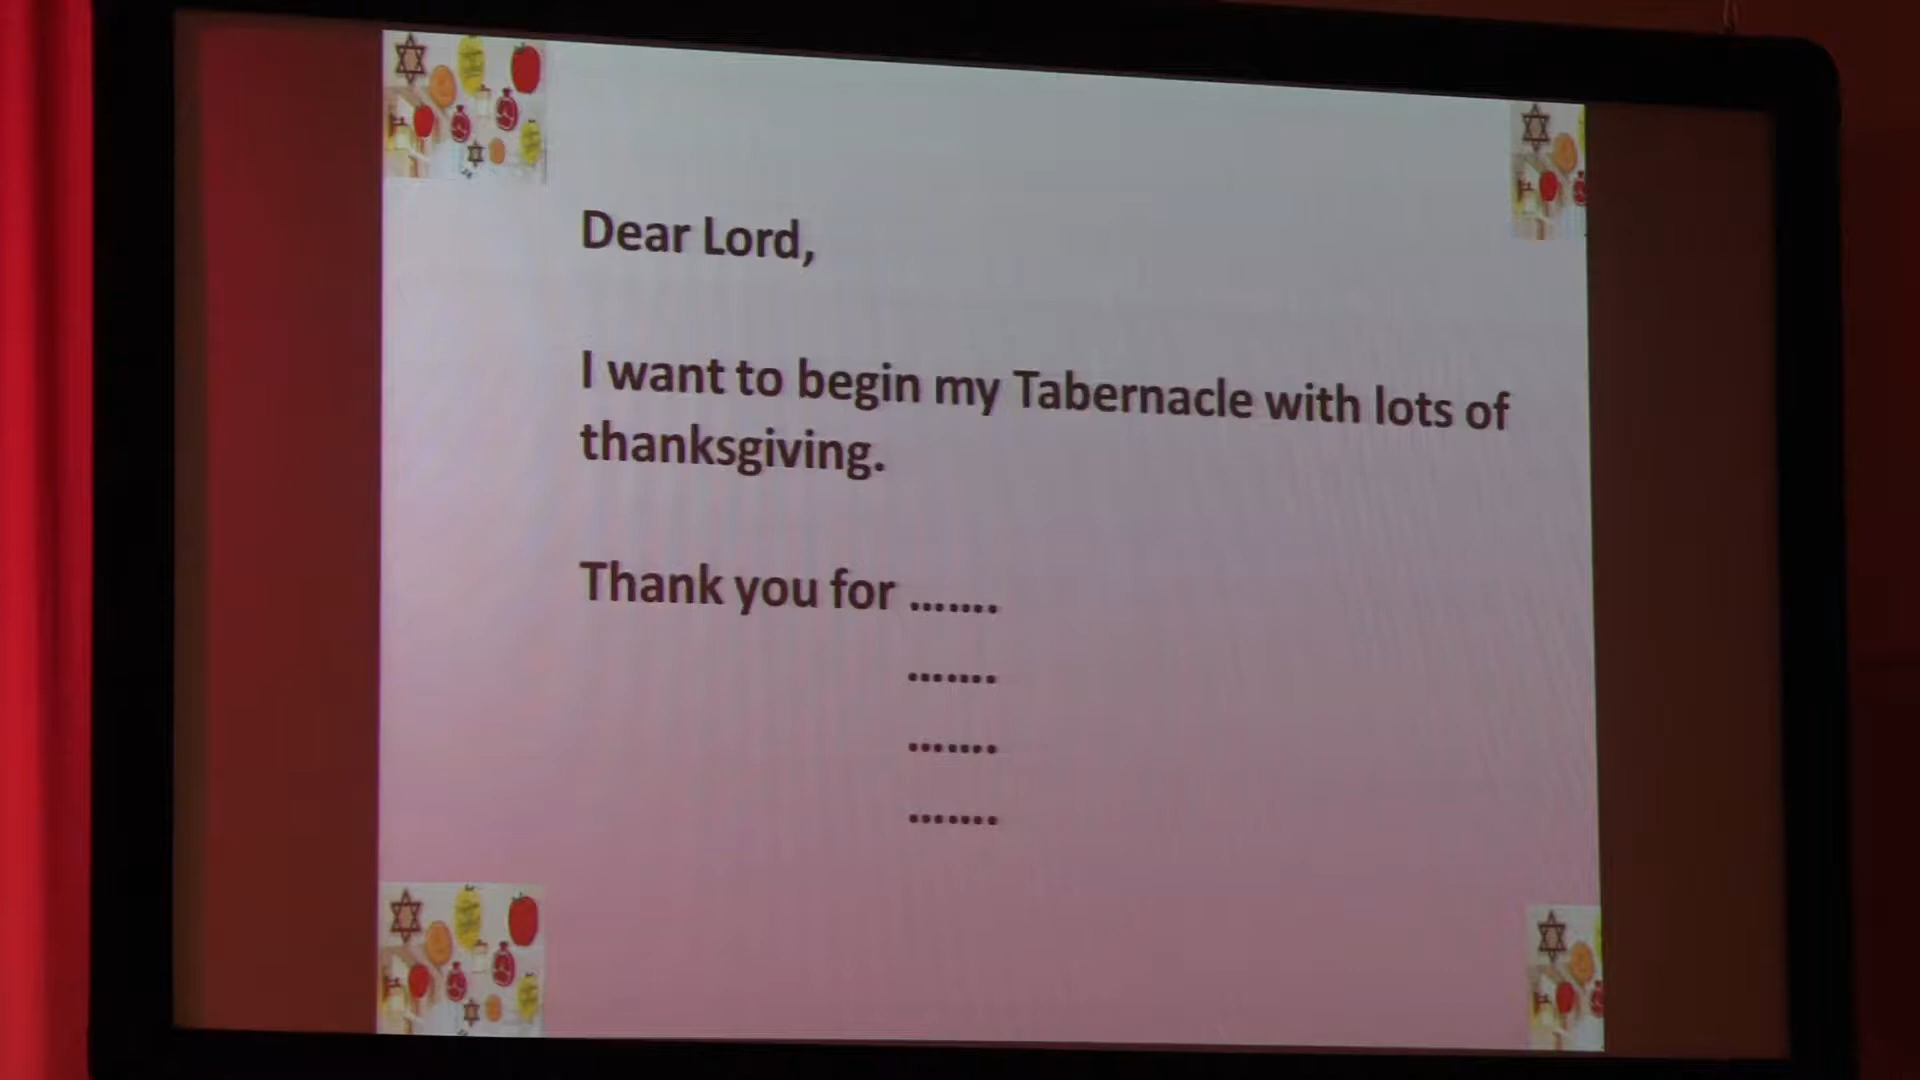 Dear Lord,
I want to begin my Tabernacle with lots of
thanksgiving.
Thank you for .......
.......
.......
.......